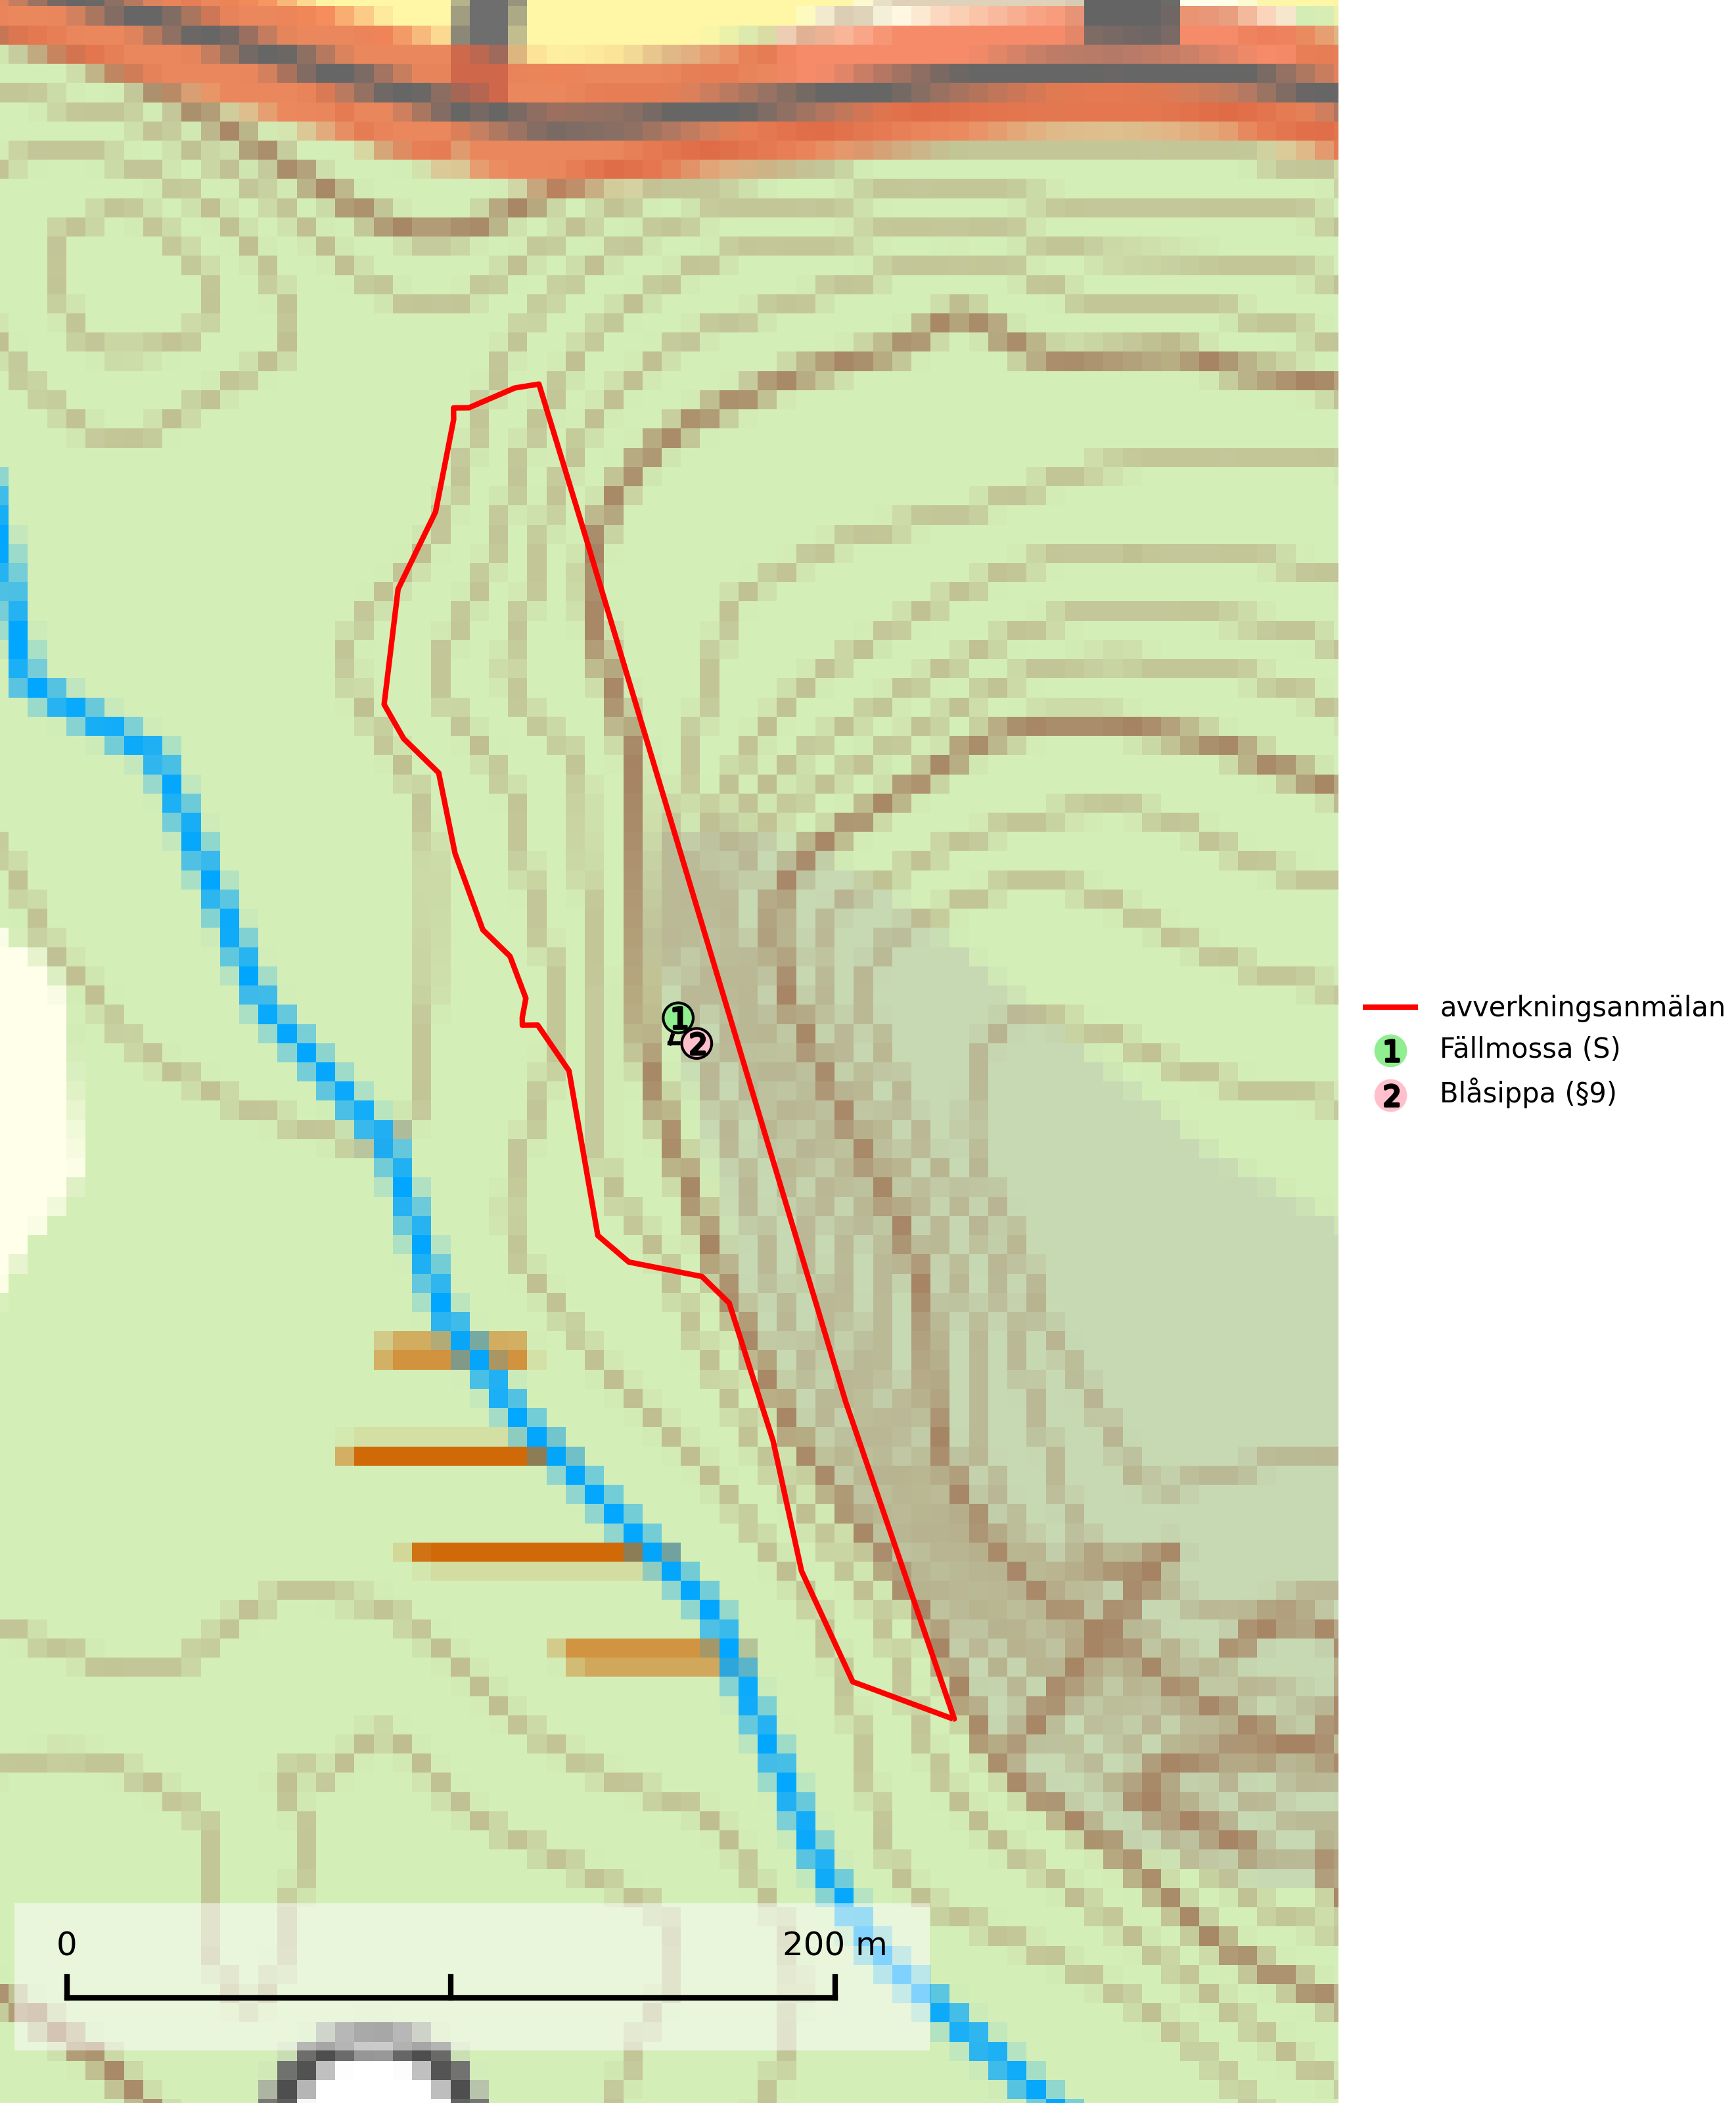 1
2
avverkningsanmälan
1 Fällmossa (S)
2 Blåsippa (§9)
0 200 m